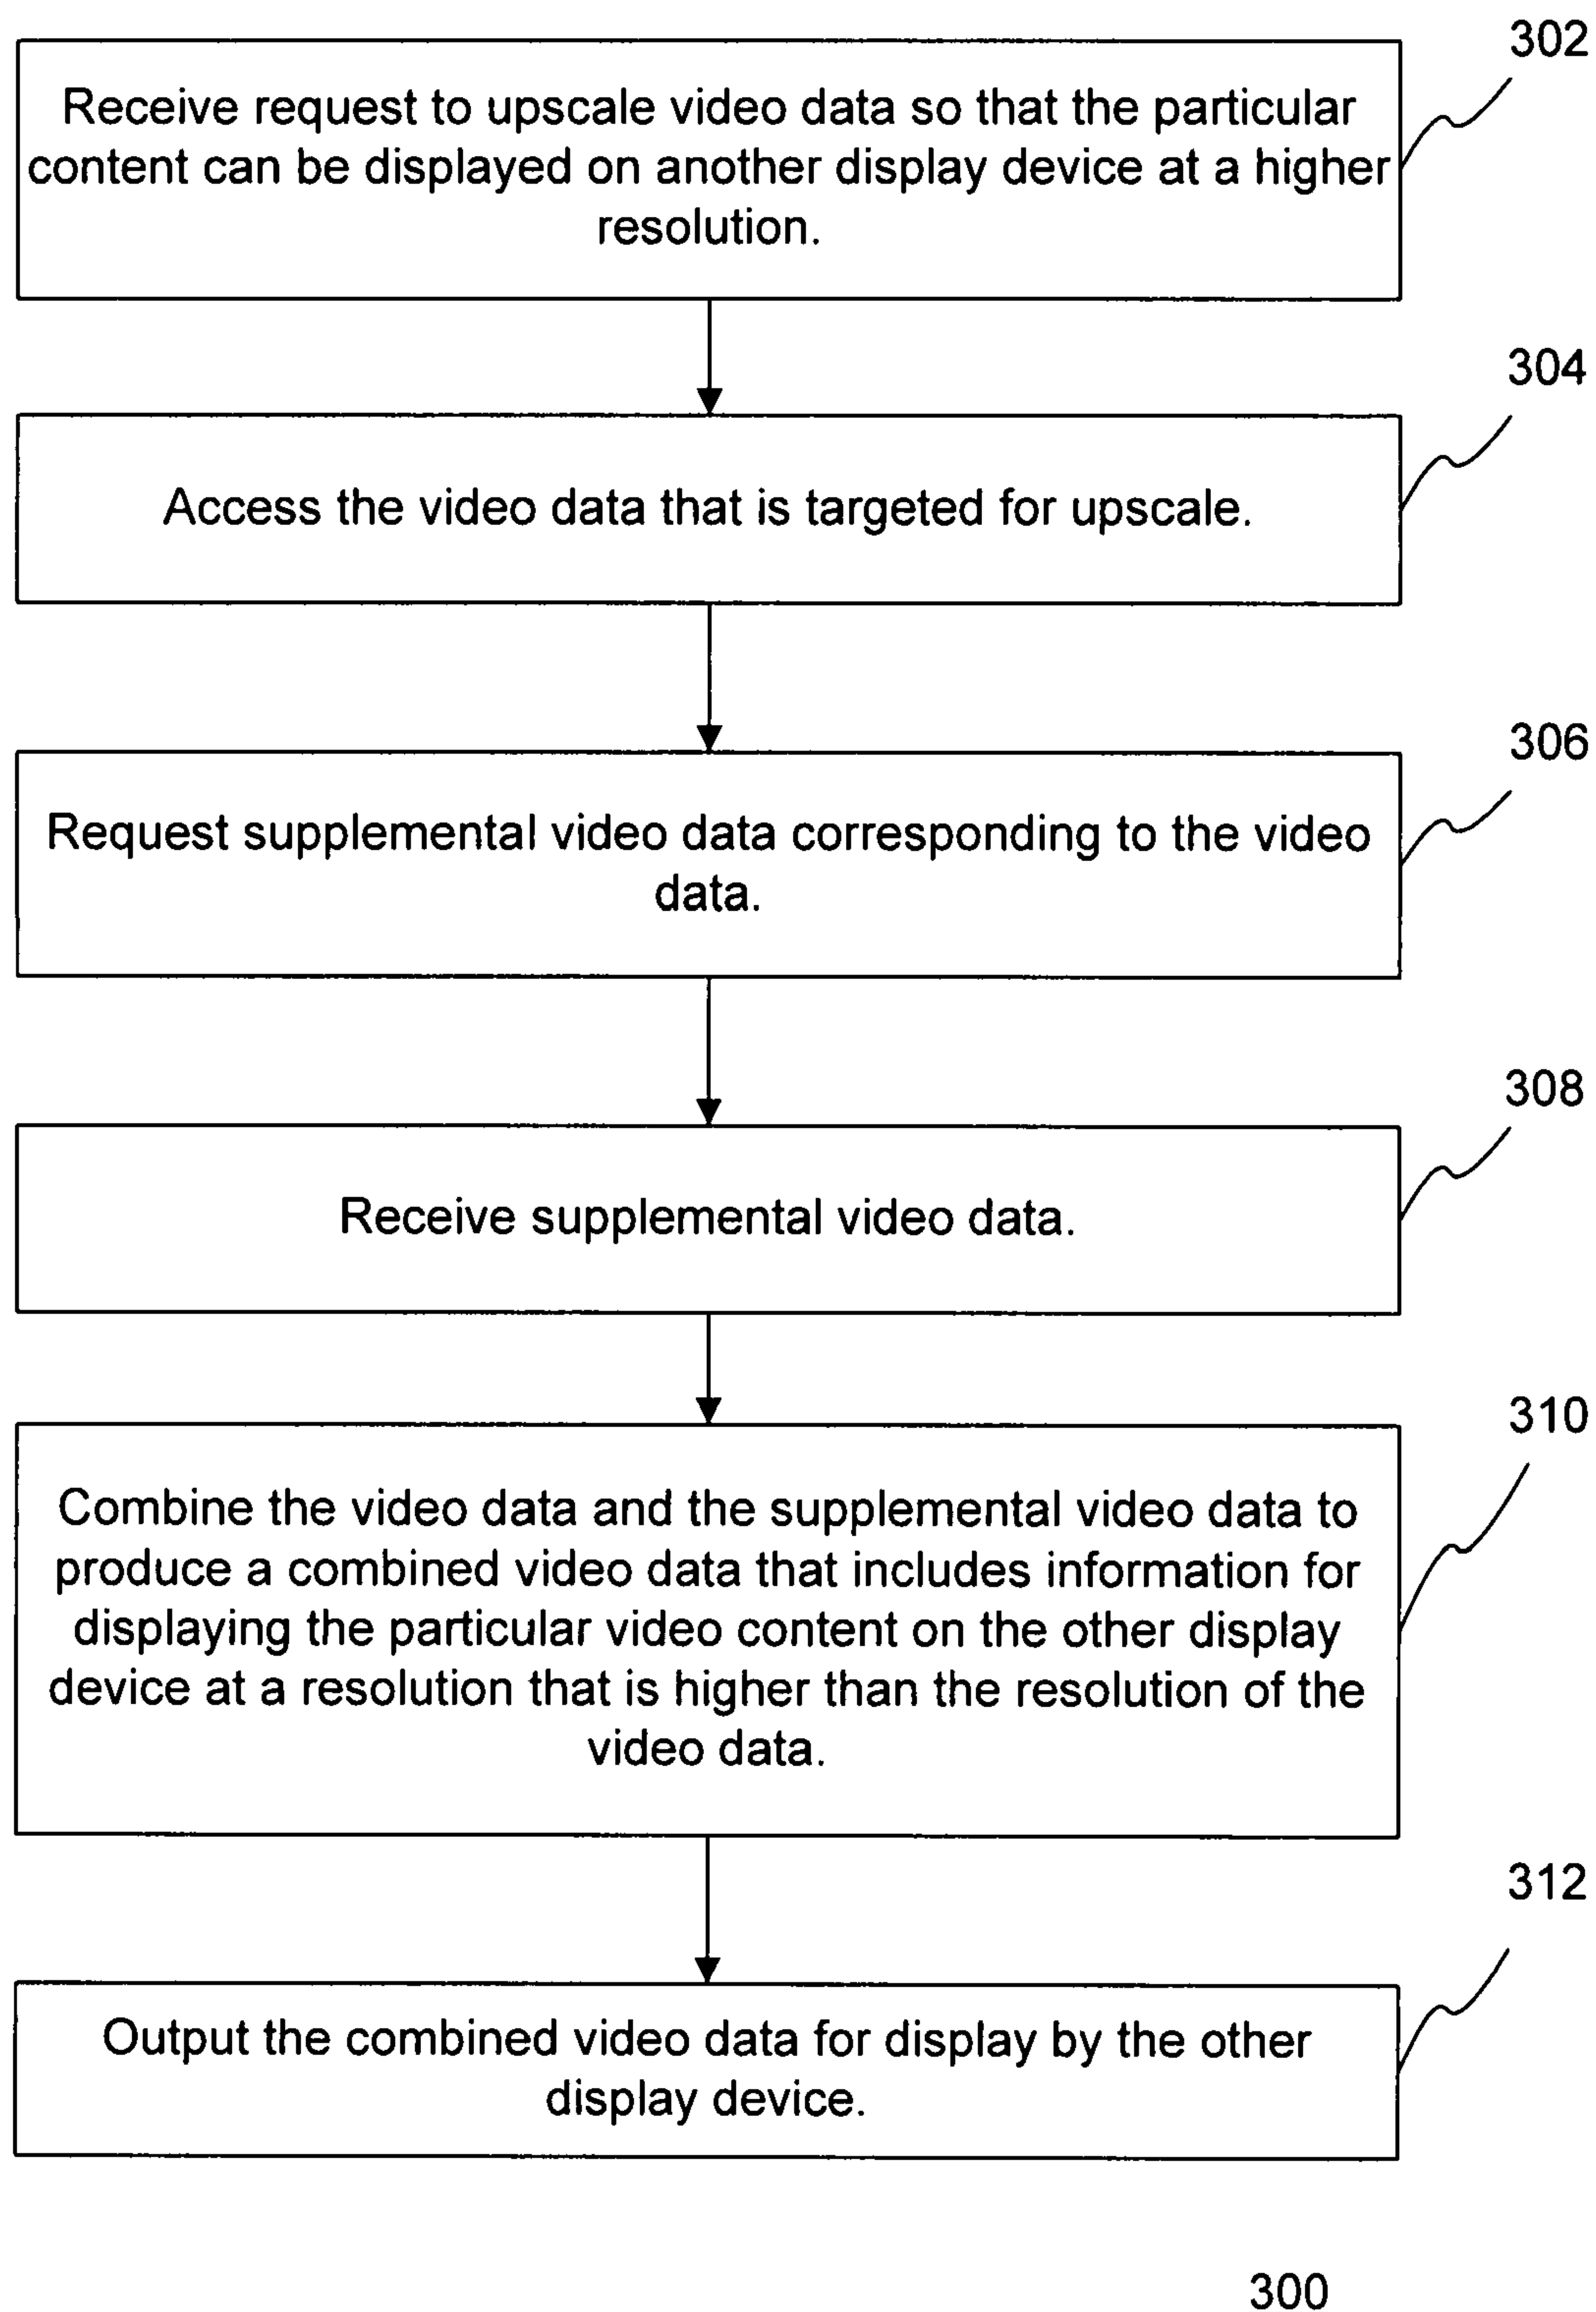 302
Receive request to upscale video data so that the particular
content can be displayed on another display device at a higher
resolution.
304
Access the video data that is targeted for upscale.
306
Request supplemental video data corresponding to the video
data.
308
Receive supplemental video data.
310
Combine the video data and the supplemental video data to
produce a combined video data that includes information for
displaying the particular video content on the other display
device at a resolution that is higher than the resolution of the
video data.
312
Output the combined video data for display by the other
display device.
300